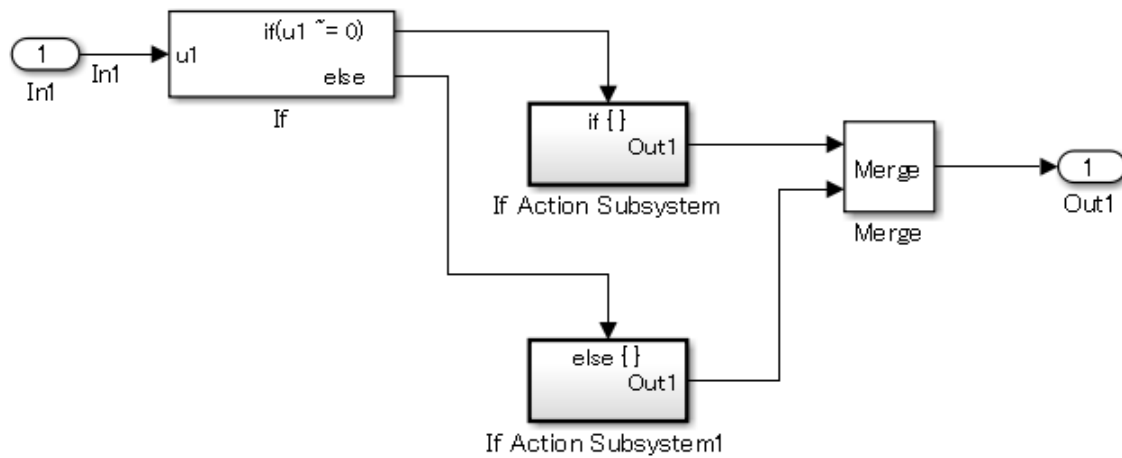 1
In1
In1
u1
if(u1 ~= 0)
else
If
if { }
Out1
If Action Subsystem
else { }
Out1
If Action Subsystem1
Merge
Merge
1
Out1